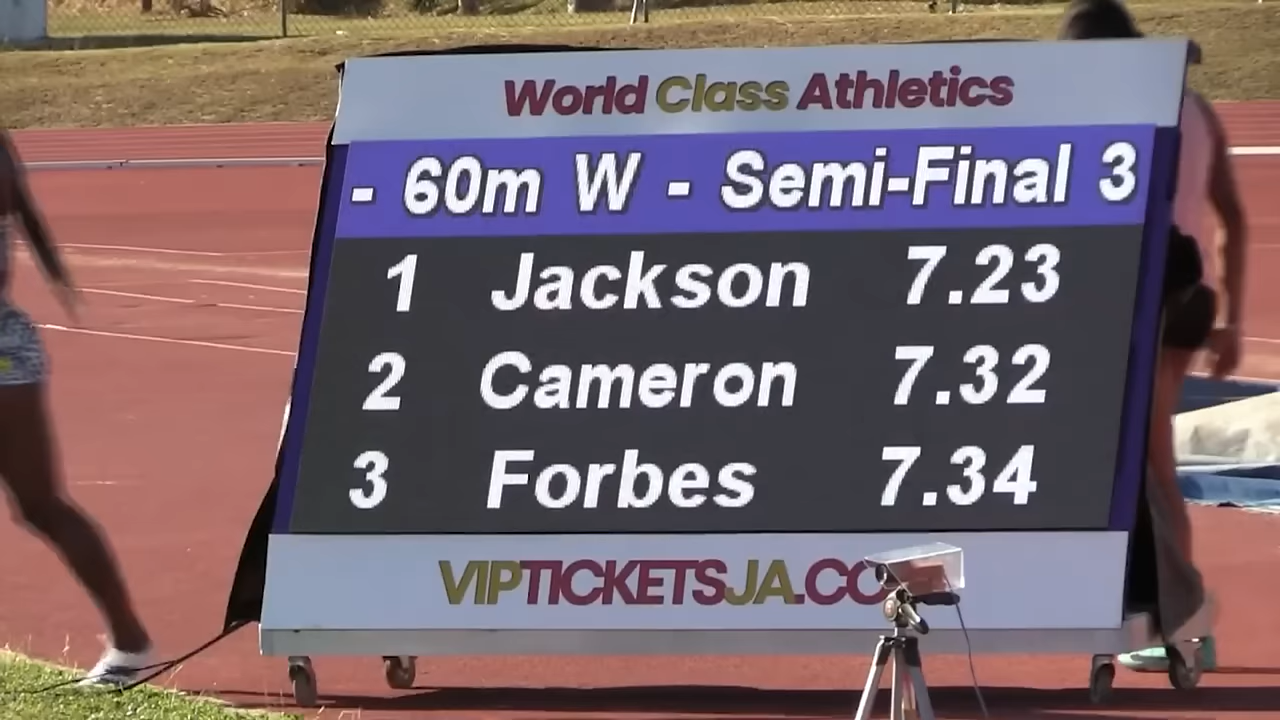 World Class Athletics
- 60m W - Semi-Final 3
1 Jackson 7.23
2 Cameron 7.32
3 Forbes 7.34
VIPTICKETSJA.CO